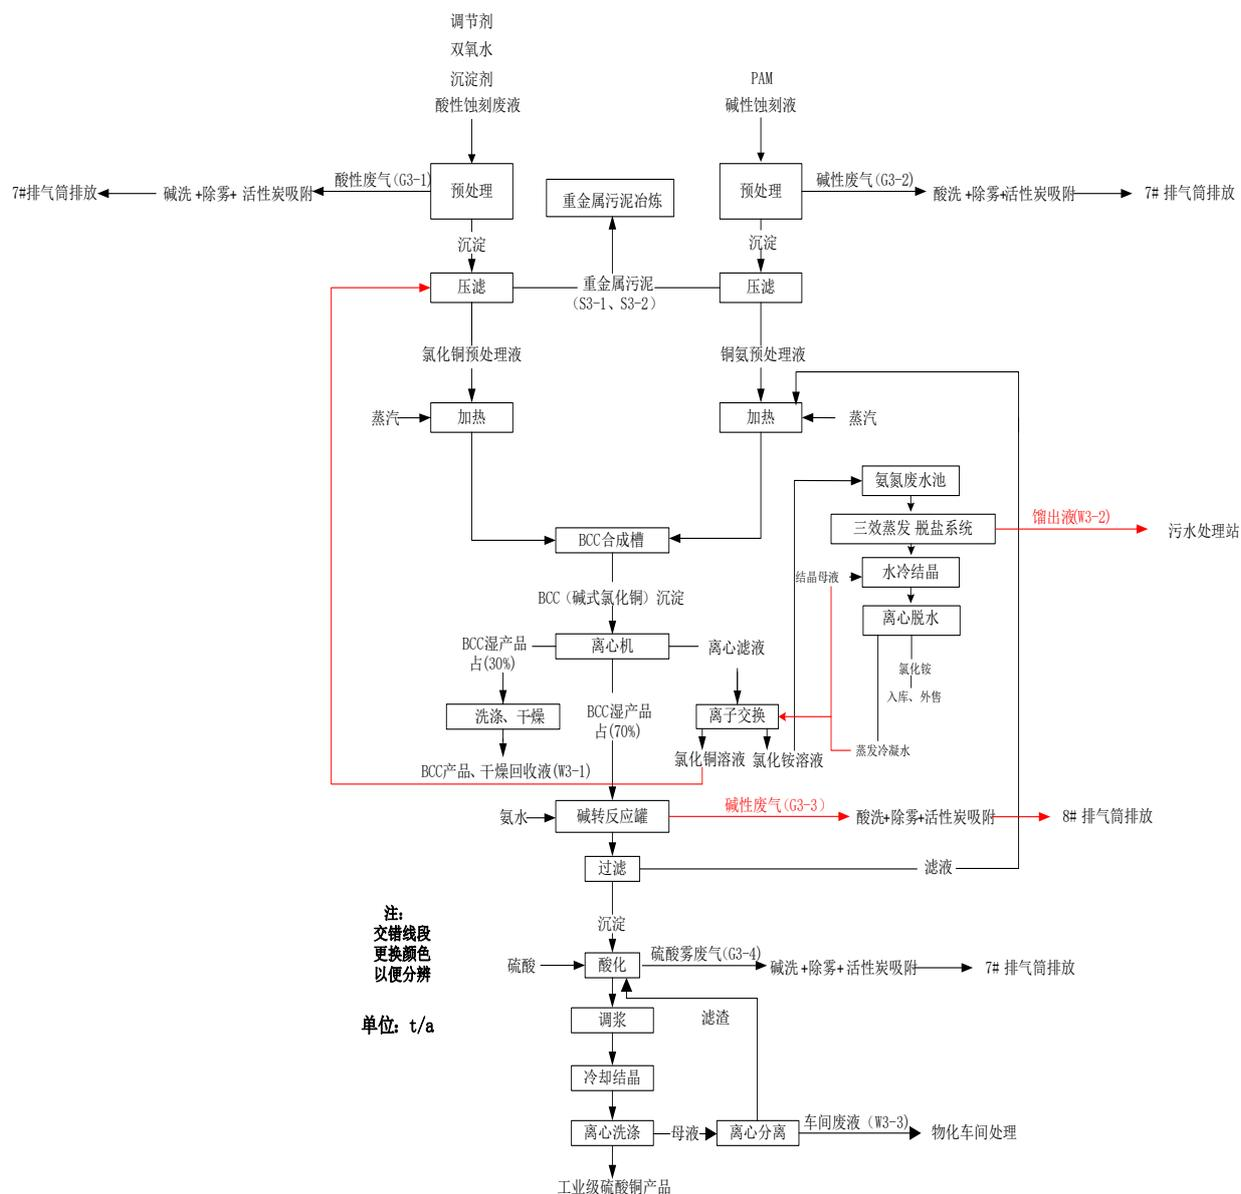 调节剂
双氧水
沉淀剂
酸性蚀刻废液
PAM
碱性蚀刻液
7#排气筒排放
碱洗 +除雾+ 活性炭吸附
酸性废气(G3-1)
预处理
重金属污泥冶炼
预处理
碱性废气(G3-2)
酸洗 +除雾+活性炭吸附
7# 排气筒排放
沉淀
沉淀
压滤
重金属污泥
(S3-1、S3-2)
压滤
氯化铜预处理液
铜氨预处理液
蒸汽
加热
加热
蒸汽
氨氮废水池
三效蒸发 脱盐系统
馏出液(W3-2)
污水处理站
BCC合成槽
结晶母液
水冷结晶
BCC（碱式氯化铜）沉淀
离心脱水
BCC湿产品
占(30%)
离心机
离心滤液
氯化铵
入库、外售
洗涤、干燥
BCC湿产品
占(70%)
离子交换
氯化铜溶液
氯化铵溶液
蒸发冷凝水
BCC产品、干燥回收液(W3-1)
氨水
碱转反应罐
碱性废气(G3-3)
酸洗+除雾+活性炭吸附
8# 排气筒排放
过滤
滤液
注：
交错线段
更换颜色
以便分辨
沉淀
硫酸
酸化
硫酸雾废气(G3-4)
碱洗 +除雾+ 活性炭吸附
7# 排气筒排放
单位：t/a
调浆
滤渣
冷却结晶
离心洗涤
母液
离心分离
车间废液（W3-3)
物化车间处理
工业级硫酸铜产品